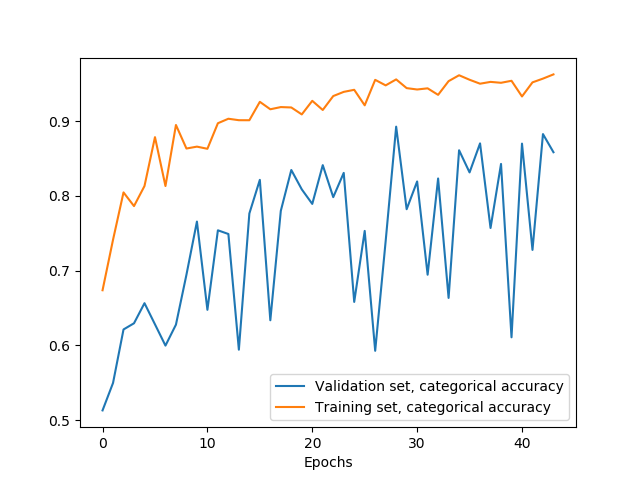 0.9
0.8
0.7
0.6
0.5
Validation set, categorical accuracy
Training set, categorical accuracy
0 10 20 30 40
Epochs